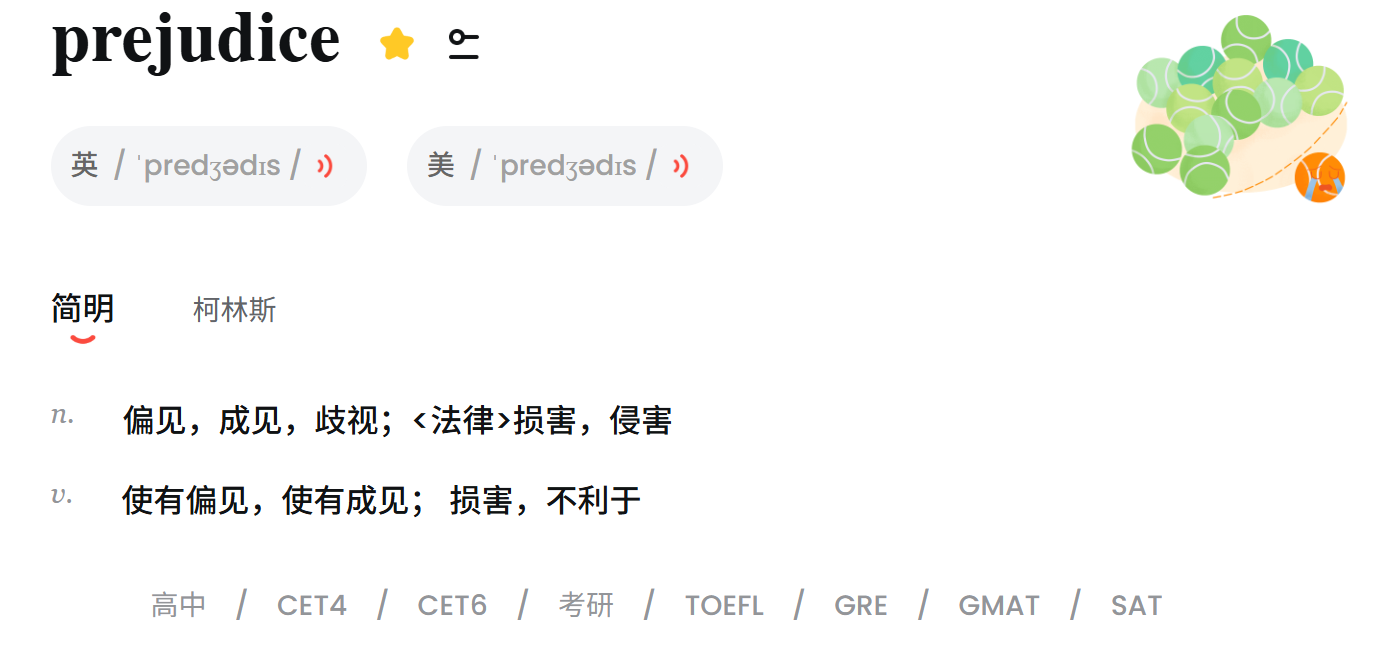 prejudice
英 / ˈpredʒədɪs / 美 / ˈpredʒədɪs /
简明 柯林斯
n. 偏见，成见，歧视；<法律>损害，侵害
v. 使有偏见，使有成见； 损害，不利于
高中 / CET4 / CET6 / 考研 / TOEFL / GRE / GMAT / SAT